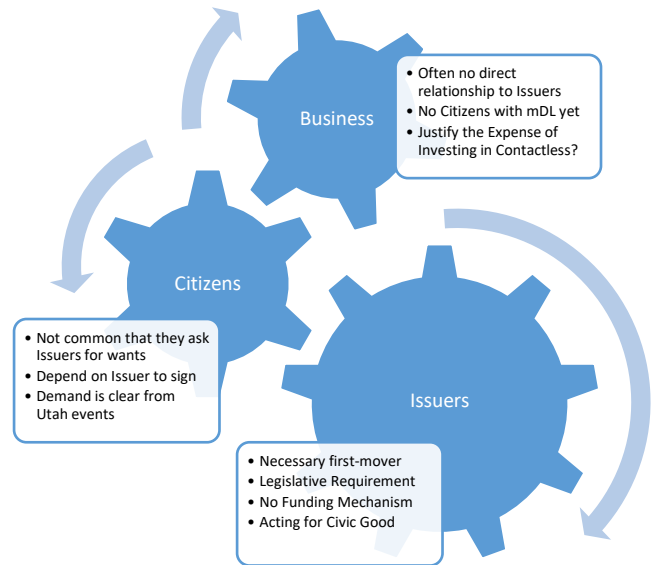 Business
• Often no direct
relationship to Issuers
• No Citizens with mDL yet
• Justify the Expense of
Investing in Contactless?
Citizens
• Not common that they ask
Issuers for wants
• Depend on Issuer to sign
• Demand is clear from
Utah events
Issuers
• Necessary first-mover
• Legislative Requirement
• No Funding Mechanism
• Acting for Civic Good